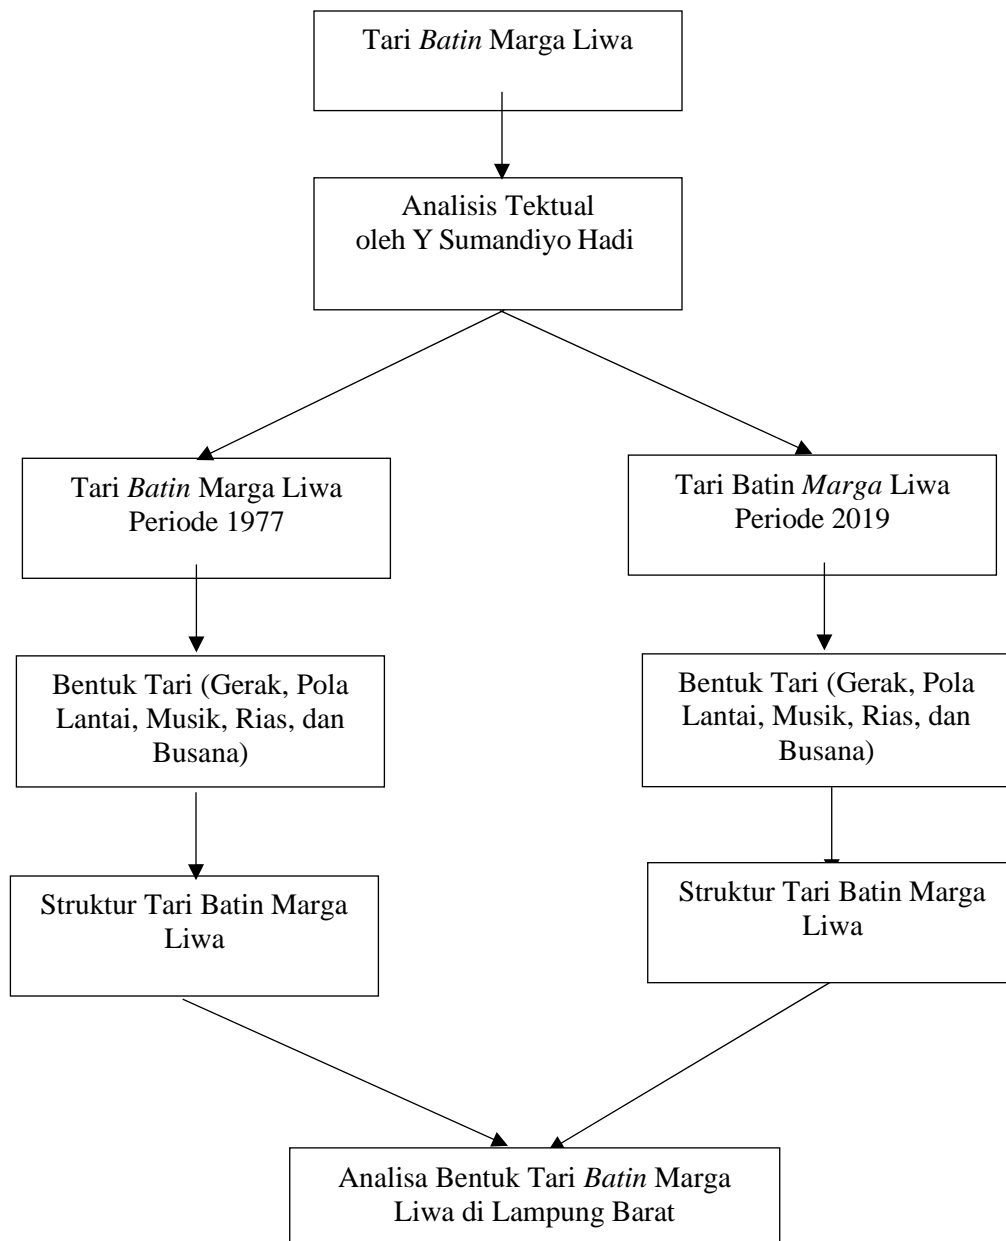 Tari Batin Marga Liwa
Analisis Tektual
oleh Y Sumandiyo Hadi
Tari Batin Marga Liwa
Periode 1977
Tari Batin Marga Liwa
Periode 2019
Bentuk Tari (Gerak, Pola
Lantai, Musik, Rias, dan
Busana)
Bentuk Tari (Gerak, Pola
Lantai, Musik, Rias, dan
Busana)
Struktur Tari Batin Marga
Liwa
Struktur Tari Batin Marga
Liwa
Analisa Bentuk Tari Batin Marga
Liwa di Lampung Barat